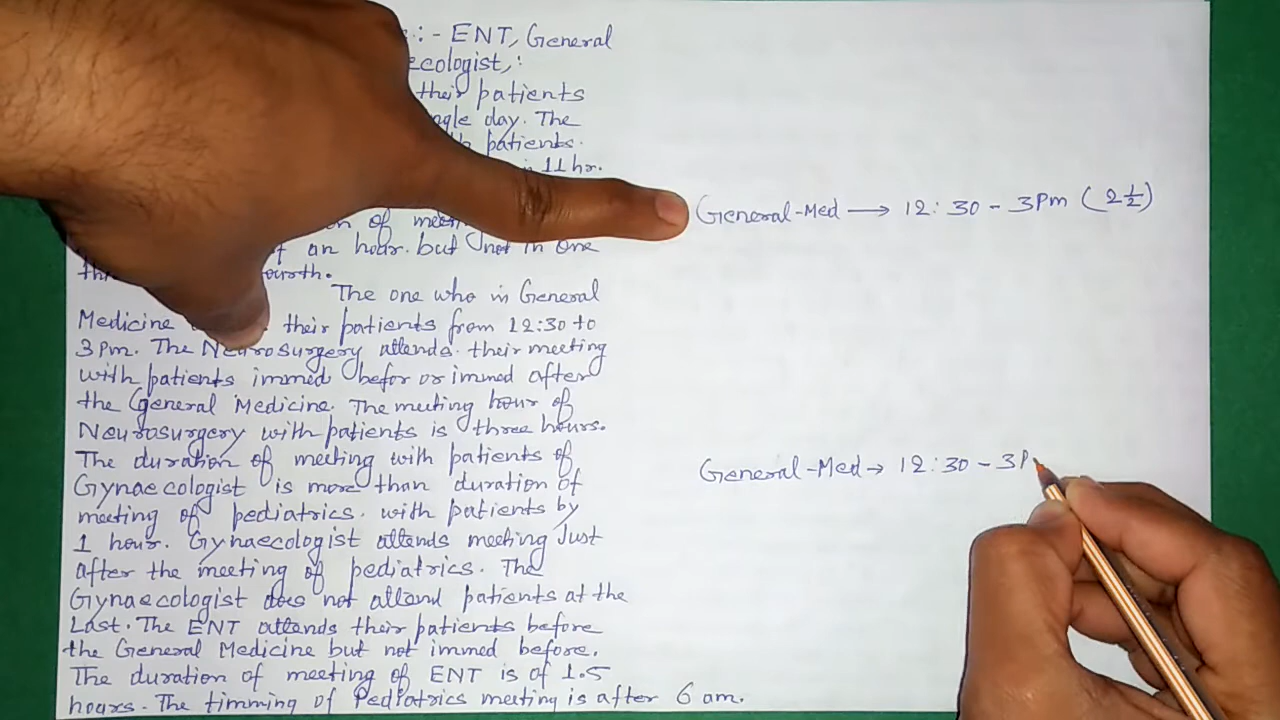 :- ENT, General
ecologist,:
their patients
day. The
patients.
11 hr.
of
an hour. but not in one
The one who in General
Medicine their patients from 12:30 to
3 Pm. The Neurosurgery attends. their meeting
with patients immed befor or immed after
the General Medicine. The meeting hour of
Neurosurgery with patients is three hours.
The duration of meeting with patients of
Gynaecologist is more than duration of
meeting of pediatrics. with patients by
1 hour. Gynaecologist attends meeting Just
after the meeting of pediatrics. The
Gynaecologist does not attend patients at the
Last. The ENT attends their patients before
the General Medicine but not immed before.
The duration of meeting of ENT is of 1.5
hours. The timming of Pediatrics meeting is after 6 am.
General-Med → 12:30 - 3Pm (2 1/2)
General-Med → 12:30 - 3P